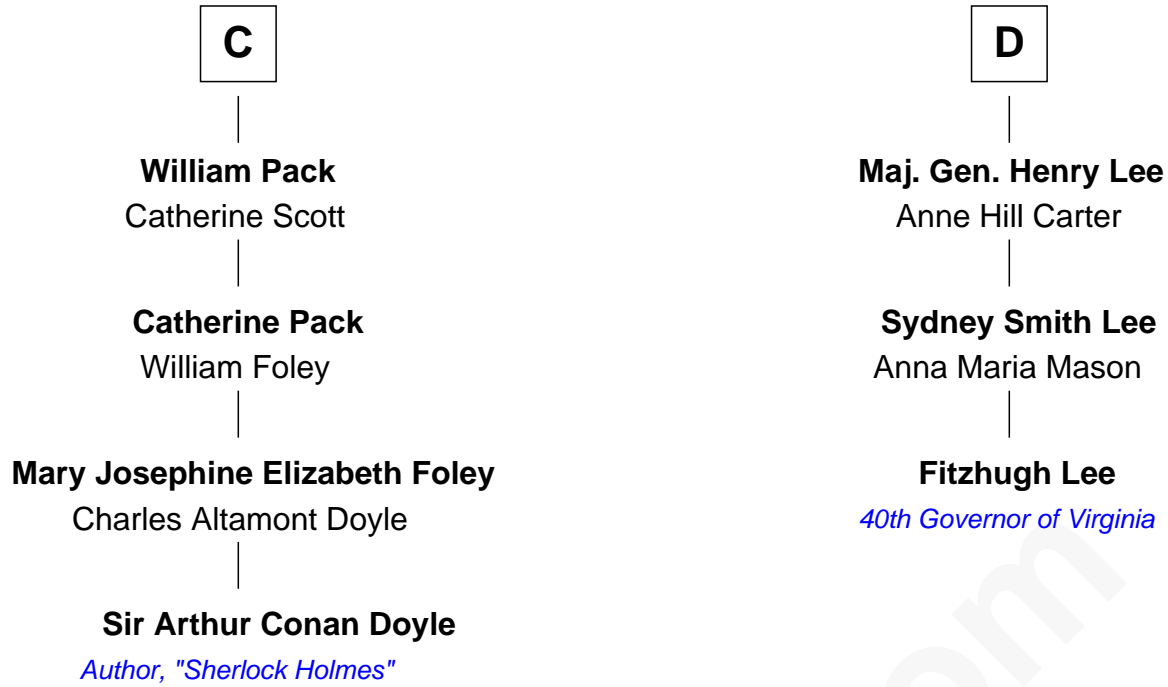 C
William Pack
Catherine Scott
Catherine Pack
William Foley
Mary Josephine Elizabeth Foley
Charles Altamont Doyle
Sir Arthur Conan Doyle
Author, "Sherlock Holmes"
D
Maj. Gen. Henry Lee
Anne Hill Carter
Sydney Smith Lee
Anna Maria Mason
Fitzhugh Lee
40th Governor of Virginia
om